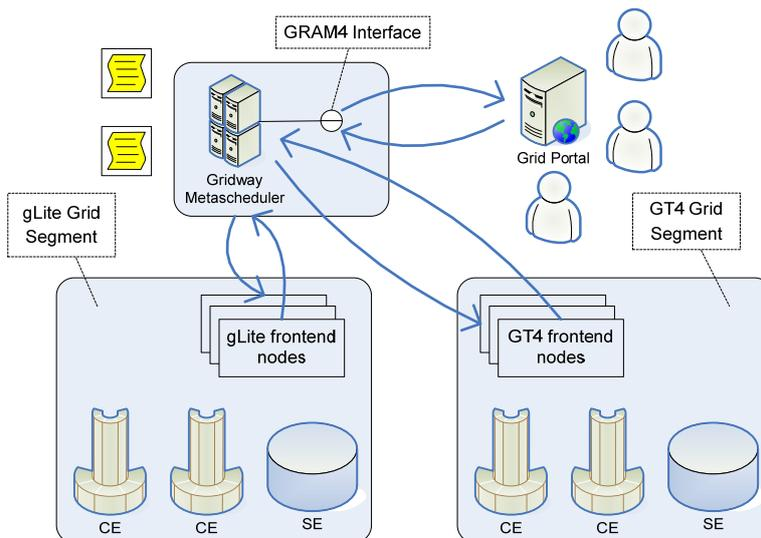 GRAM4 Interface
Grid Portal
Gridway
Metascheduler
gLite Grid
Segment
GT4 Grid
Segment
gLite frontend
nodes
GT4 frontend
nodes
CE
CE
SE
CE
CE
SE